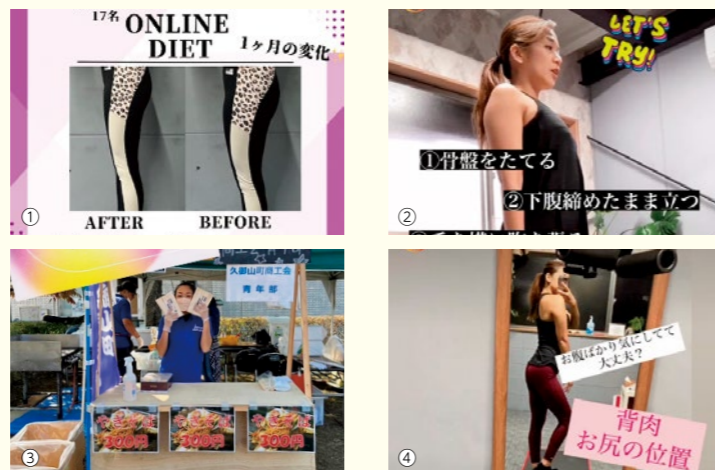 17名
ONLINE
DIET
1ヶ月の変化
AFTER
BEFORE
①
LET'S
TRY!
①骨盤をたてる
②下腹締めたまま立つ
②
久御山町商工会
青年部
300円
300円
300円
③
お腹ばかり気にしてて
大丈夫?
背肉
お尻の位置
④